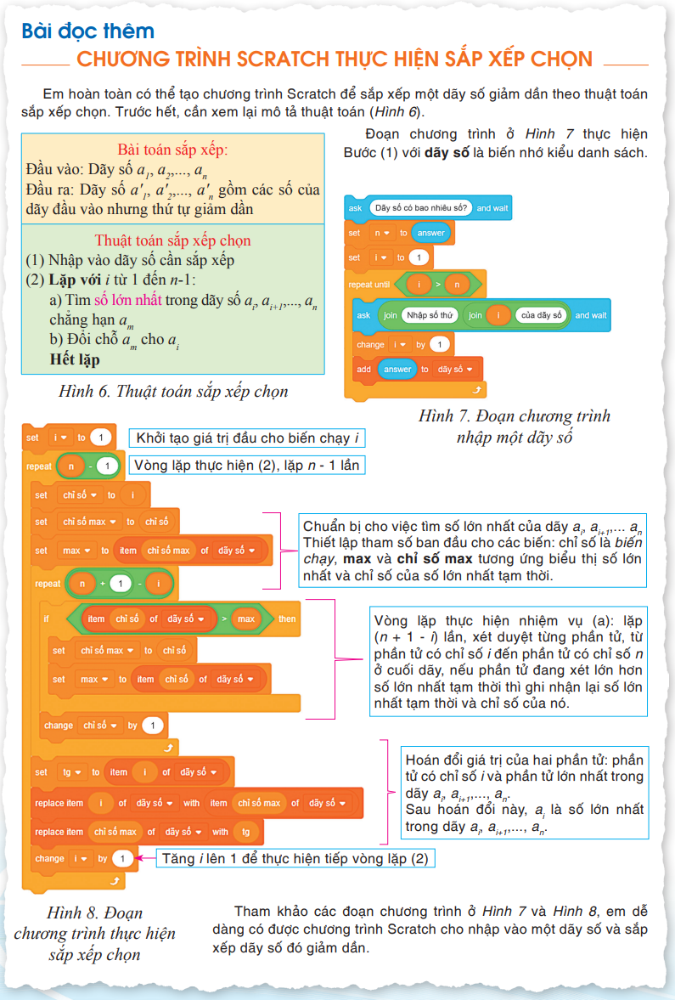 Bài đọc thêm
CHƯƠNG TRÌNH SCRATCH THỰC HIỆN SẮP XẾP CHỌN
Em hoàn toàn có thể tạo chương trình Scratch để sắp xếp một dãy số giảm dần theo thuật toán
sắp xếp chọn. Trước hết, cần xem lại mô tả thuật toán (Hình 6).
Bài toán sắp xếp:
Đầu vào: Dãy số a1, a2,..., an
Đầu ra: Dãy số a'1, a'2,..., a'n gồm các số của
dãy đầu vào nhưng thứ tự giảm dần
Thuật toán sắp xếp chọn
(1) Nhập vào dãy số cần sắp xếp
(2) Lặp với i từ 1 đến n-1:
a) Tìm số lớn nhất trong dãy số ai, ai+1,..., an
chẳng hạn am
b) Đổi chỗ am cho ai
Hết lặp
Hình 6. Thuật toán sắp xếp chọn
Đoạn chương trình ở Hình 7 thực hiện
Bước (1) với dãy số là biến nhớ kiểu danh sách.
ask Dãy số có bao nhiêu số? and wait
set n to answer
set i to 1
repeat until i > n
ask join Nhập số thứ join i của dãy số and wait
change i by 1
add answer to dãy số
Hình 7. Đoạn chương trình
nhập một dãy số
set i to 1
Khởi tạo giá trị đầu cho biến chạy i
repeat n - 1
Vòng lặp thực hiện (2), lặp n - 1 lần
set chỉ số to i
set chỉ số max to chỉ số
set max to item chỉ số max of dãy số
repeat n + 1 - i
Chuẩn bị cho việc tìm số lớn nhất của dãy ai, ai+1,... an
Thiết lập tham số ban đầu cho các biến: chỉ số là biến
chạy, max và chỉ số max tương ứng biểu thị số lớn
nhất và chỉ số của số lớn nhất tạm thời.
if item chỉ số of dãy số > max then
set chỉ số max to chỉ số
set max to item chỉ số of dãy số
change chỉ số by 1
Vòng lặp thực hiện nhiệm vụ (a): lặp
(n + 1 - i) lần, xét duyệt từng phần tử, từ
phần tử có chỉ số i đến phần tử có chỉ số n
ở cuối dãy, nếu phần tử đang xét lớn hơn
số lớn nhất tạm thời thì ghi nhận lại số lớn
nhất tạm thời và chỉ số của nó.
set tg to item i of dãy số
replace item i of dãy số with item chỉ số max of dãy số
replace item chỉ số max of dãy số with tg
Hoán đổi giá trị của hai phần tử: phần
tử có chỉ số i và phần tử lớn nhất trong
dãy ai, ai+1,..., an.
Sau hoán đổi này, ai là số lớn nhất
trong dãy ai, ai+1,..., an.
change i by 1
Tăng i lên 1 để thực hiện tiếp vòng lặp (2)
Hình 8. Đoạn
chương trình thực hiện
sắp xếp chọn
Tham khảo các đoạn chương trình ở Hình 7 và Hình 8, em dễ
dàng có được chương trình Scratch cho nhập vào một dãy số và sắp
xếp dãy số đó giảm dần.